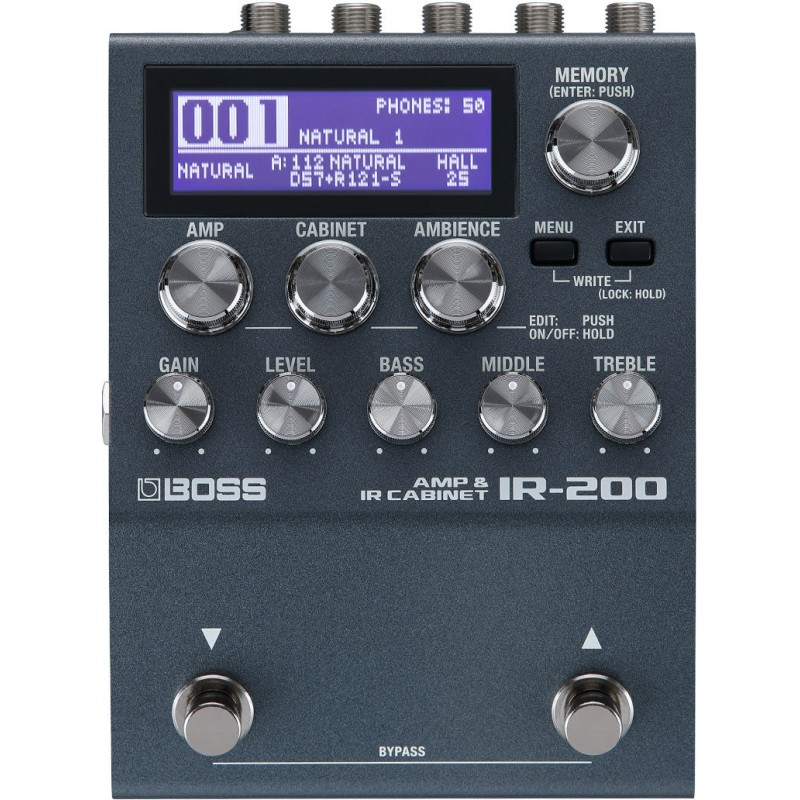 MEMORY
(ENTER: PUSH)
001
PHONES: 50
NATURAL 1
NATURAL
A: 112 NATURAL
D57+R121-S
HALL
25
AMP
CABINET
AMBIENCE
MENU
EXIT
WRITE
(LOCK: HOLD)
EDIT: PUSH
ON/OFF: HOLD
GAIN
LEVEL
BASS
MIDDLE
TREBLE
BOSS
AMP &
IR CABINET
IR-200
▼
▲
BYPASS